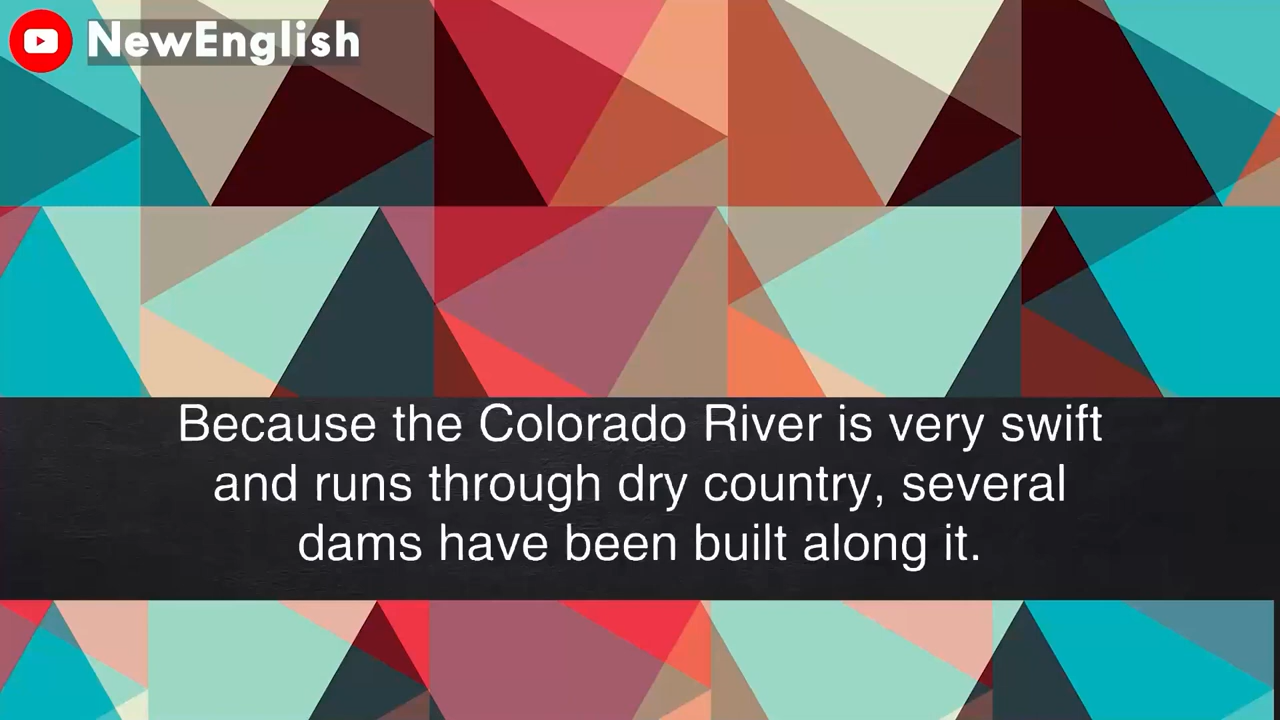 NewEnglish
Because the Colorado River is very swift
and runs through dry country, several
dams have been built along it.